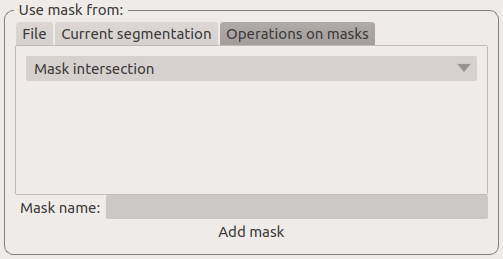 Use mask from:
File Current segmentation Operations on masks
Mask intersection
Mask name:
Add mask